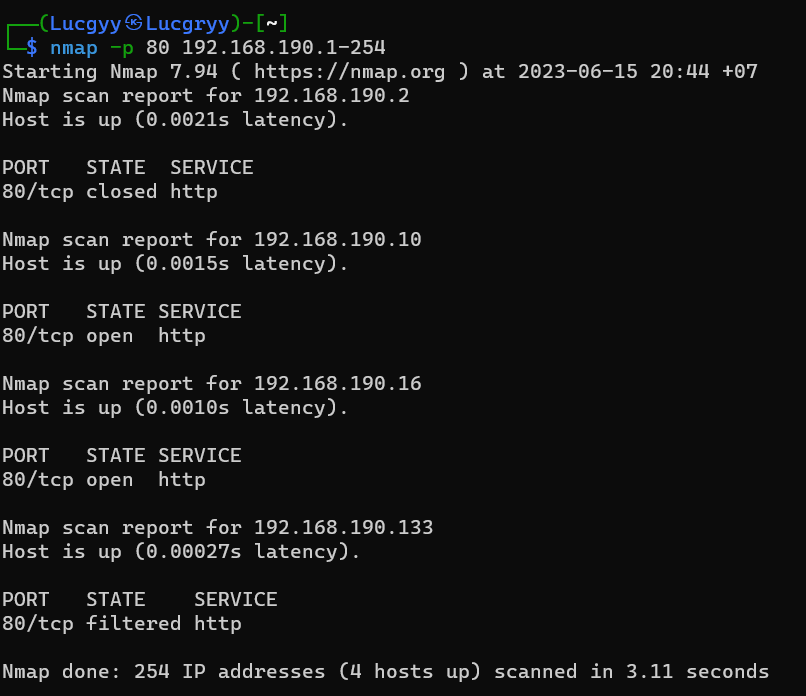 ┌──(Lucgyy㉿Lucgryy)-[~]
└─$ nmap -p 80 192.168.190.1-254
Starting Nmap 7.94 ( https://nmap.org ) at 2023-06-15 20:44 +07
Nmap scan report for 192.168.190.2
Host is up (0.0021s latency).

PORT   STATE  SERVICE
80/tcp closed http

Nmap scan report for 192.168.190.10
Host is up (0.0015s latency).

PORT   STATE SERVICE
80/tcp open  http

Nmap scan report for 192.168.190.16
Host is up (0.0010s latency).

PORT   STATE SERVICE
80/tcp open  http

Nmap scan report for 192.168.190.133
Host is up (0.00027s latency).

PORT   STATE    SERVICE
80/tcp filtered http

Nmap done: 254 IP addresses (4 hosts up) scanned in 3.11 seconds